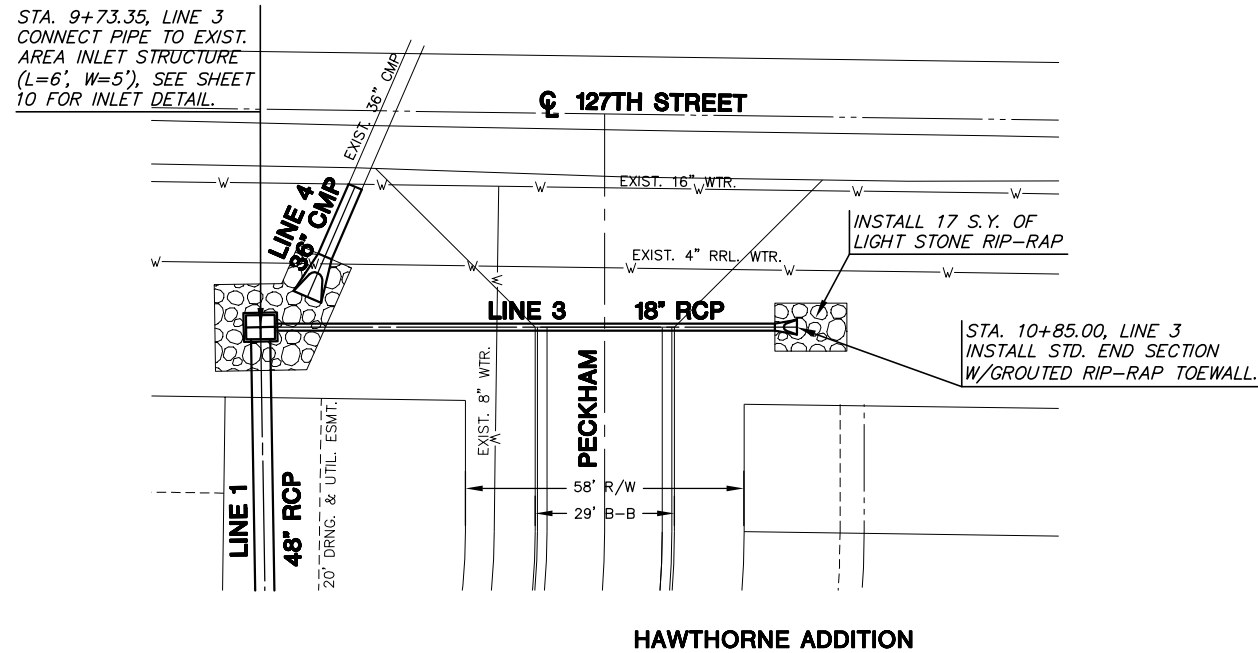 STA. 9+73.35, LINE 3
CONNECT PIPE TO EXIST.
AREA INLET STRUCTURE
(L=6', W=5'), SEE SHEET
10 FOR INLET DETAIL.
EXIST. 36" CMP
℄ 127TH STREET
LINE 4
36" CMP
EXIST. 16" WTR.
W
W
W
W
W
W
EXIST. 4" RRL. WTR.
W
W
W
W
W
W
INSTALL 17 S.Y. OF
LIGHT STONE RIP-RAP
LINE 3
18" RCP
STA. 10+85.00, LINE 3
INSTALL STD. END SECTION
W/GROUTED RIP-RAP TOEWALL.
EXIST. 8" WTR.
W
W
PECKHAM
58' R/W
29' B-B
LINE 1
48" RCP
20' DRNG. & UTIL. ESMT.
HAWTHORNE ADDITION